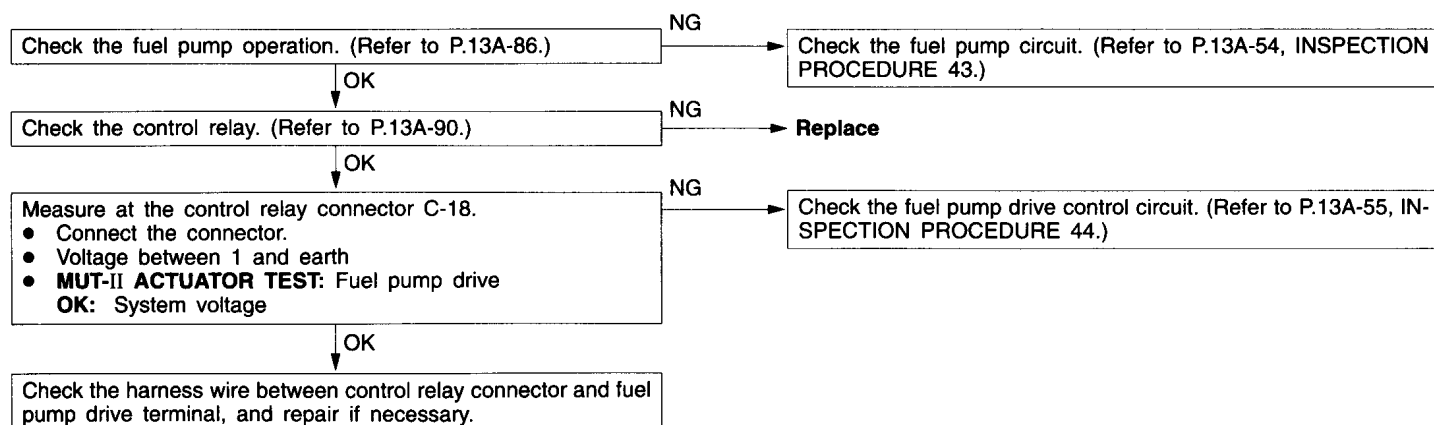 NG
Check the fuel pump operation. (Refer to P.13A-86.)
Check the fuel pump circuit. (Refer to P.13A-54, INSPECTION
PROCEDURE 43.)
OK
NG
Check the control relay. (Refer to P.13A-90.)
Replace
OK
NG
Measure at the control relay connector C-18.
● Connect the connector.
● Voltage between 1 and earth
● MUT-II ACTUATOR TEST: Fuel pump drive
OK: System voltage
Check the fuel pump drive control circuit. (Refer to P.13A-55, IN-
SPECTION PROCEDURE 44.)
OK
Check the harness wire between control relay connector and fuel
pump drive terminal, and repair if necessary.